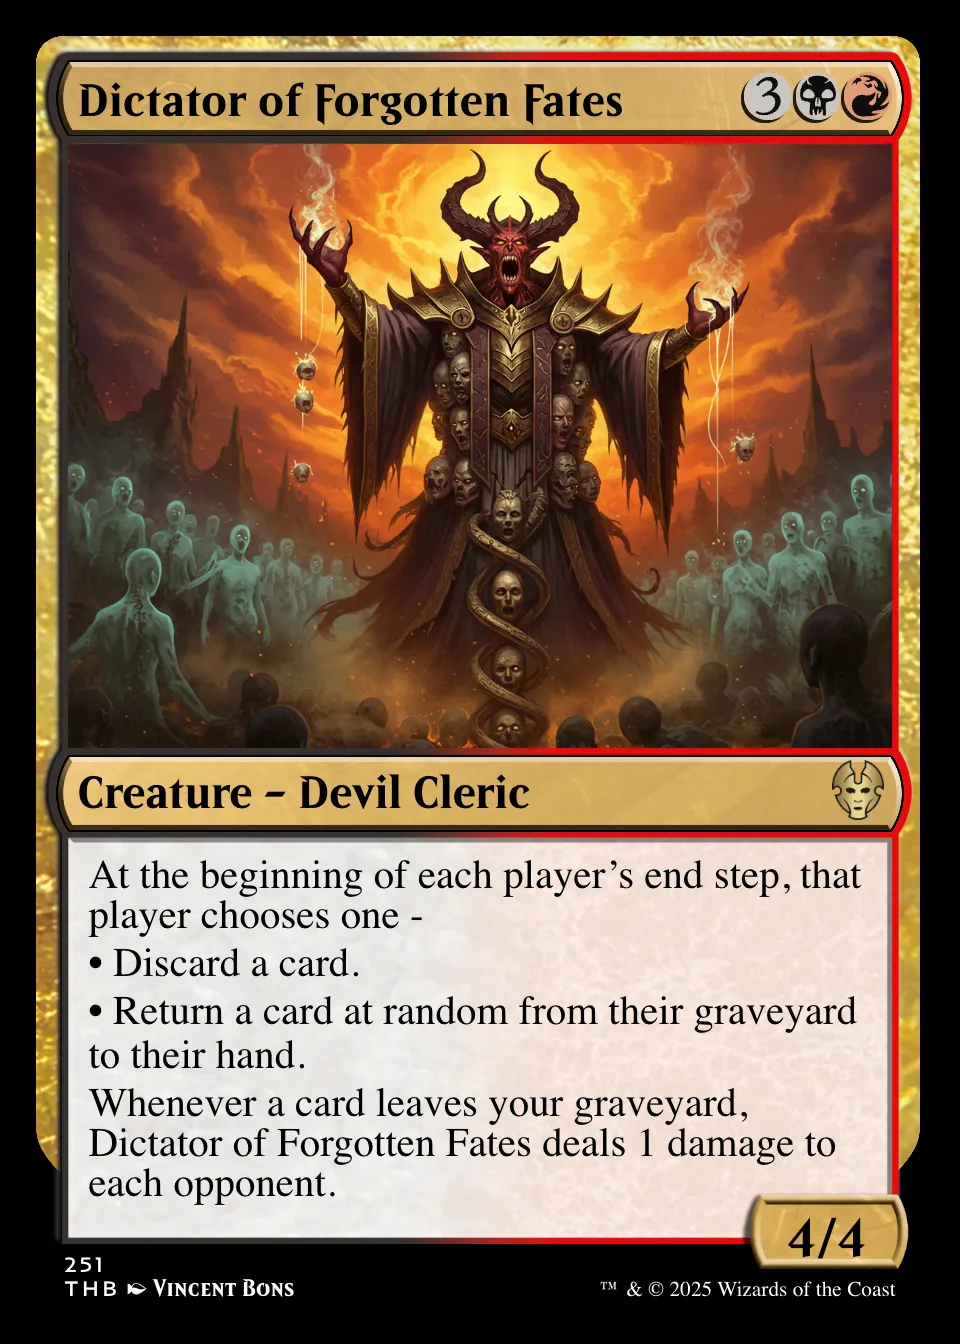 Dictator of Forgotten Fates 3
Creature – Devil Cleric
At the beginning of each player’s end step, that
player chooses one -
• Discard a card.
• Return a card at random from their graveyard
to their hand.
Whenever a card leaves your graveyard,
Dictator of Forgotten Fates deals 1 damage to
each opponent.
4/4
251
THB Vincent Bons
™ & © 2025 Wizards of the Coast